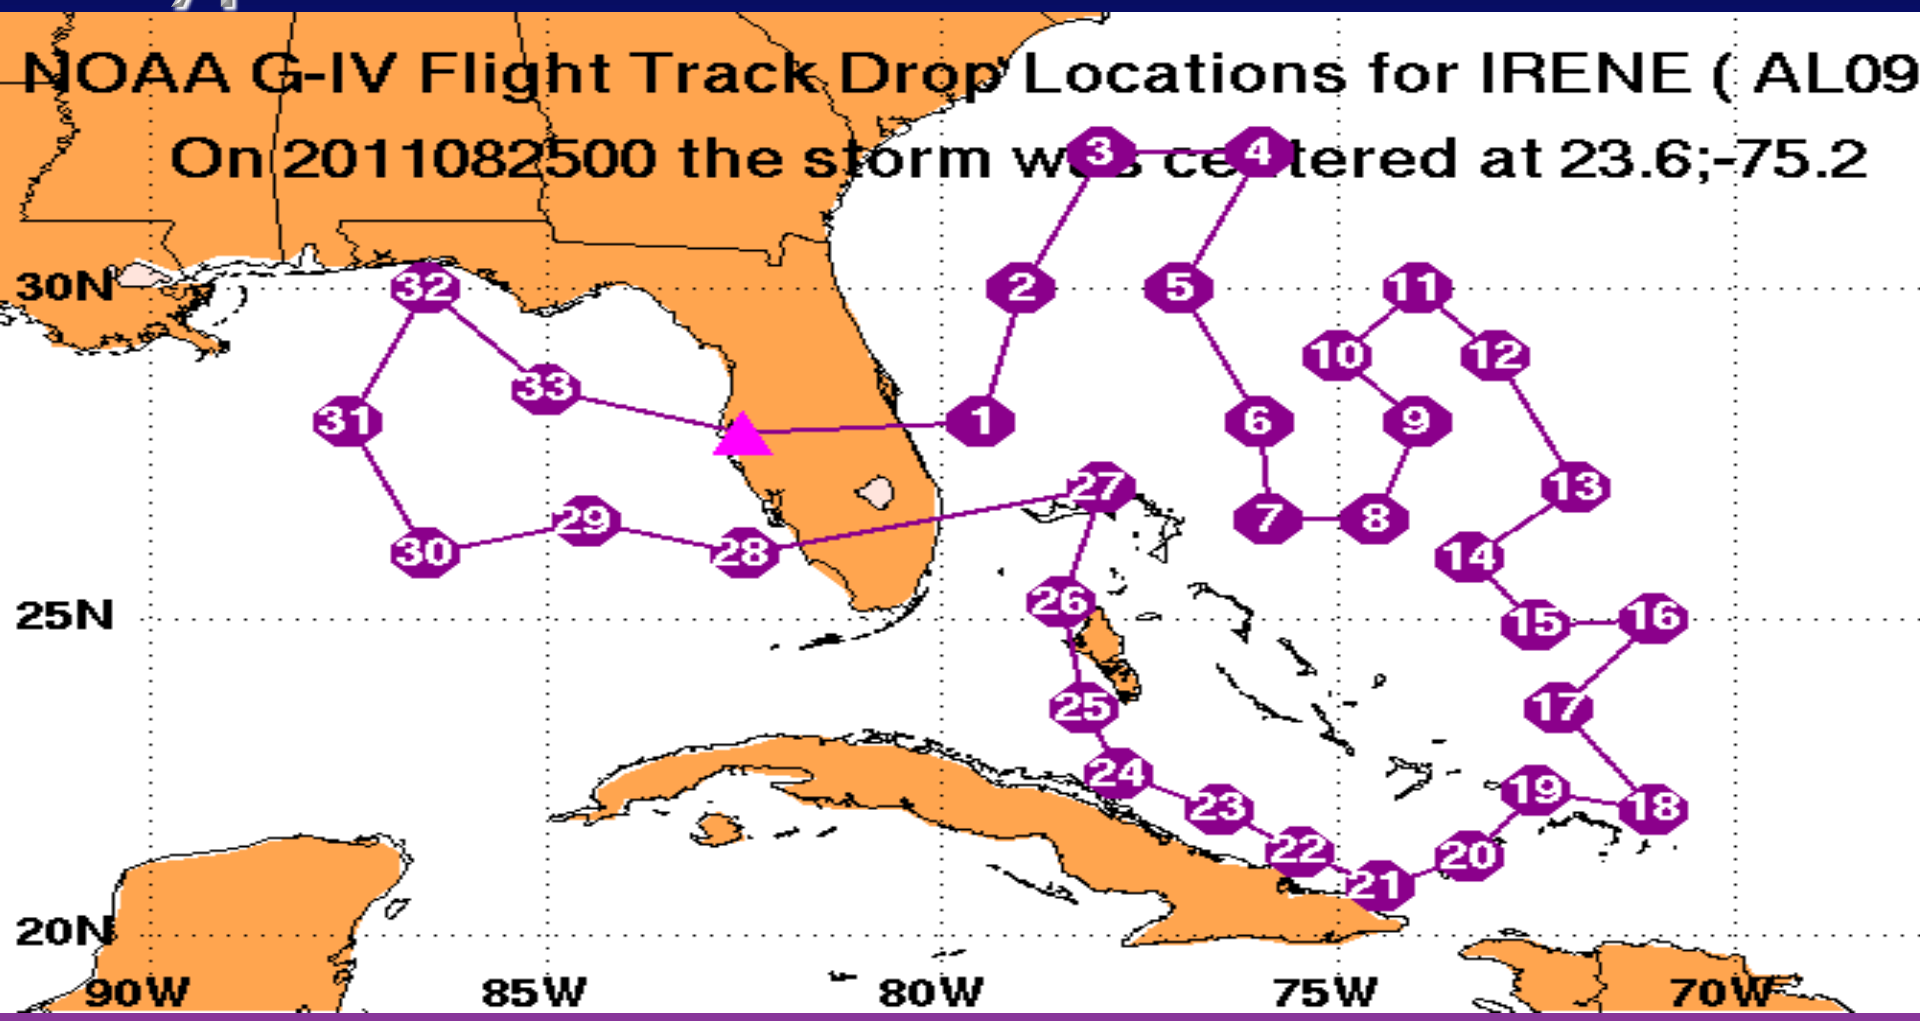 NOAA G-IV Flight Track Drop Locations for IRENE ( AL09
On 2011082500 the storm was centered at 23.6;-75.2
3 4
30N 32 2 5 11
10 12
33
31 1 6 9
27 13
29 7 8
30 28 14
26
25N 15 16
25 17
24
19
23 18
22 20
21
20N
90W 85W 80W 75W 70W